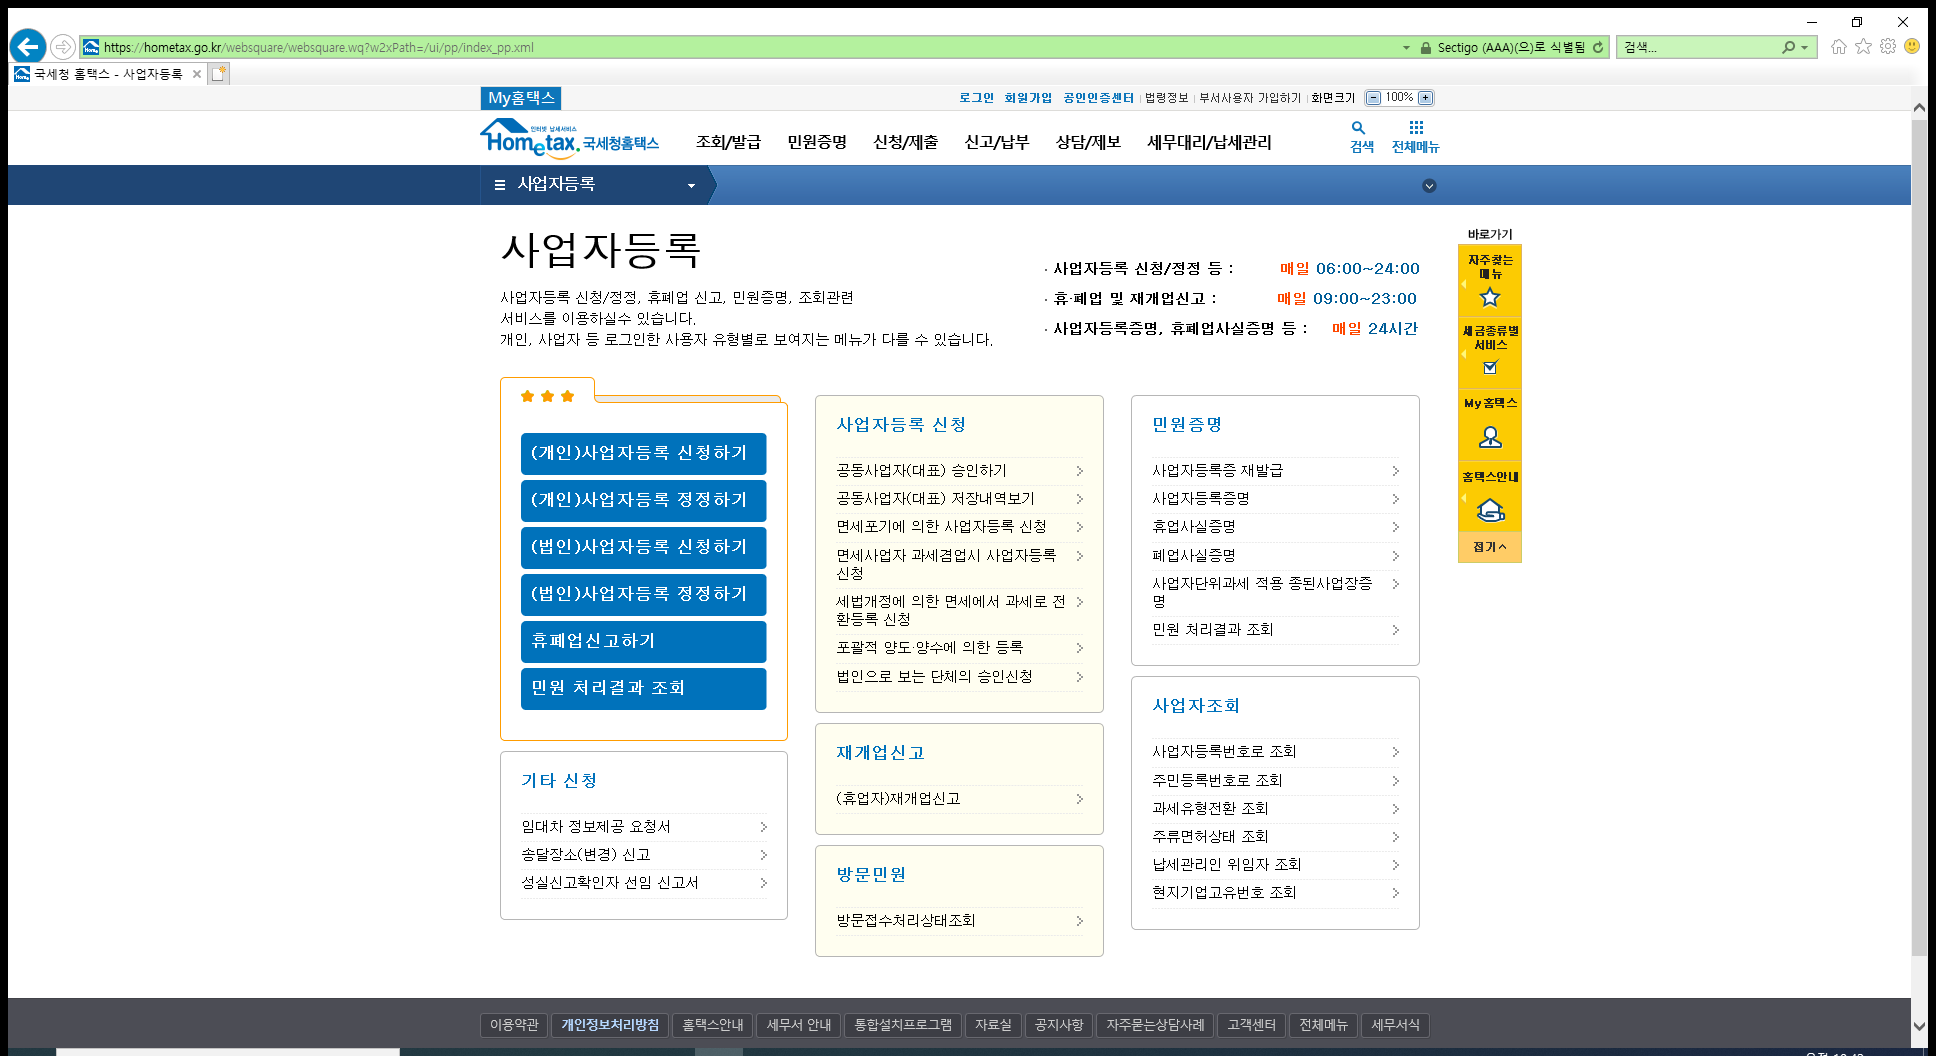 https://hometax.go.kr/websquare/websquare.wq?w2xPath=/ui/pp/index_pp.xml
Sectigo (AAA)(으)로 식별됨
검색...
국세청 홈택스 - 사업자등록
My홈택스
로그인 회원가입 공인인증센터 법령정보 부서사용자 가입하기 화면크기 100%
인터넷 납세서비스
Hometax. 국세청홈택스
조회/발급 민원증명 신청/제출 신고/납부 상담/제보 세무대리/납세관리
검색 전체메뉴
사업자등록
사업자등록
사업자등록 신청/정정, 휴폐업 신고, 민원증명, 조회관련
서비스를 이용하실수 있습니다.
개인, 사업자 등 로그인한 사용자 유형별로 보여지는 메뉴가 다를 수 있습니다.
· 사업자등록 신청/정정 등 : 매일 06:00~24:00
· 휴·폐업 및 재개업신고 : 매일 09:00~23:00
· 사업자등록증명, 휴폐업사실증명 등 : 매일 24시간
(개인)사업자등록 신청하기
(개인)사업자등록 정정하기
(법인)사업자등록 신청하기
(법인)사업자등록 정정하기
휴폐업신고하기
민원 처리결과 조회
기타 신청
임대차 정보제공 요청서
송달장소(변경) 신고
성실신고확인자 선임 신고서
사업자등록 신청
공동사업자(대표) 승인하기
공동사업자(대표) 저장내역보기
면세포기에 의한 사업자등록 신청
면세사업자 과세겸업시 사업자등록
신청
세법개정에 의한 면세에서 과세로 전
환등록 신청
포괄적 양도·양수에 의한 등록
법인으로 보는 단체의 승인신청
재개업신고
(휴업자)재개업신고
방문민원
방문접수처리상태조회
민원증명
사업자등록증 재발급
사업자등록증명
휴업사실증명
폐업사실증명
사업자단위과세 적용 종된사업장증
명
민원 처리결과 조회
사업자조회
사업자등록번호로 조회
주민등록번호로 조회
과세유형전환 조회
주류면허상태 조회
납세관리인 위임자 조회
현지기업고유번호 조회
바로가기
자주찾는
메뉴
세금종류별
서비스
My홈택스
홈택스안내
접기
이용약관 개인정보처리방침 홈택스안내 세무서 안내 통합설치프로그램 자료실 공지사항 자주묻는상담사례 고객센터 전체메뉴 세무서식